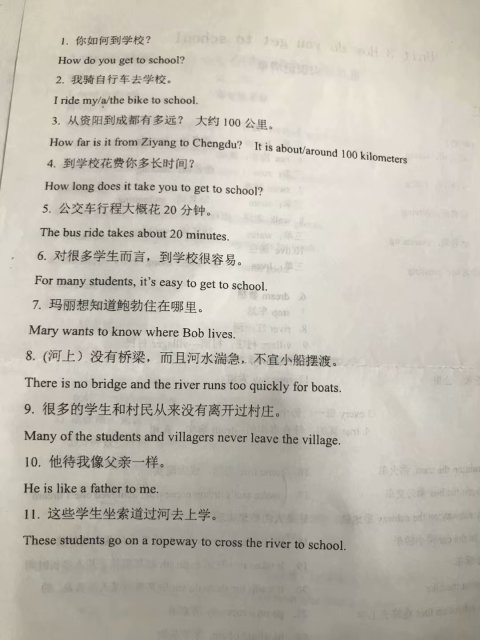 1. 你如何到学校？
How do you get to school?
2. 我骑自行车去学校。
I ride my/a/the bike to school.
3. 从资阳到成都有多远？ 大约 100 公里。
How far is it from Ziyang to Chengdu? It is about/around 100 kilometers
4. 到学校花费你多长时间？
How long does it take you to get to school?
5. 公交车行程大概花 20 分钟。
The bus ride takes about 20 minutes.
6. 对很多学生而言，到学校很容易。
For many students, it's easy to get to school.
7. 玛丽想知道鲍勃住在哪里。
Mary wants to know where Bob lives.
8. (河上）没有桥梁，而且河水湍急，不宜小船摆渡。
There is no bridge and the river runs too quickly for boats.
9. 很多的学生和村民从来没有离开过村庄。
Many of the students and villagers never leave the village.
10. 他待我像父亲一样。
He is like a father to me.
11. 这些学生坐索道过河去上学。
These students go on a ropeway to cross the river to school.